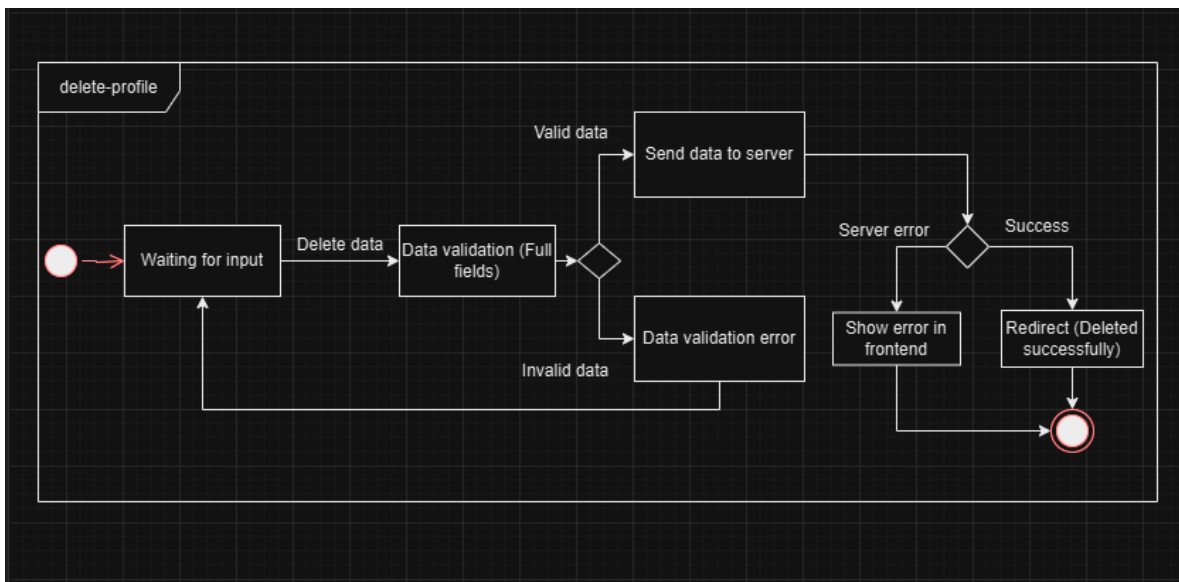 delete-profile
Valid data
Send data to server
Server error
Success
Delete data
Waiting for input
Data validation (Full
fields)
Data validation error
Invalid data
Show error in
frontend
Redirect (Deleted
successfully)